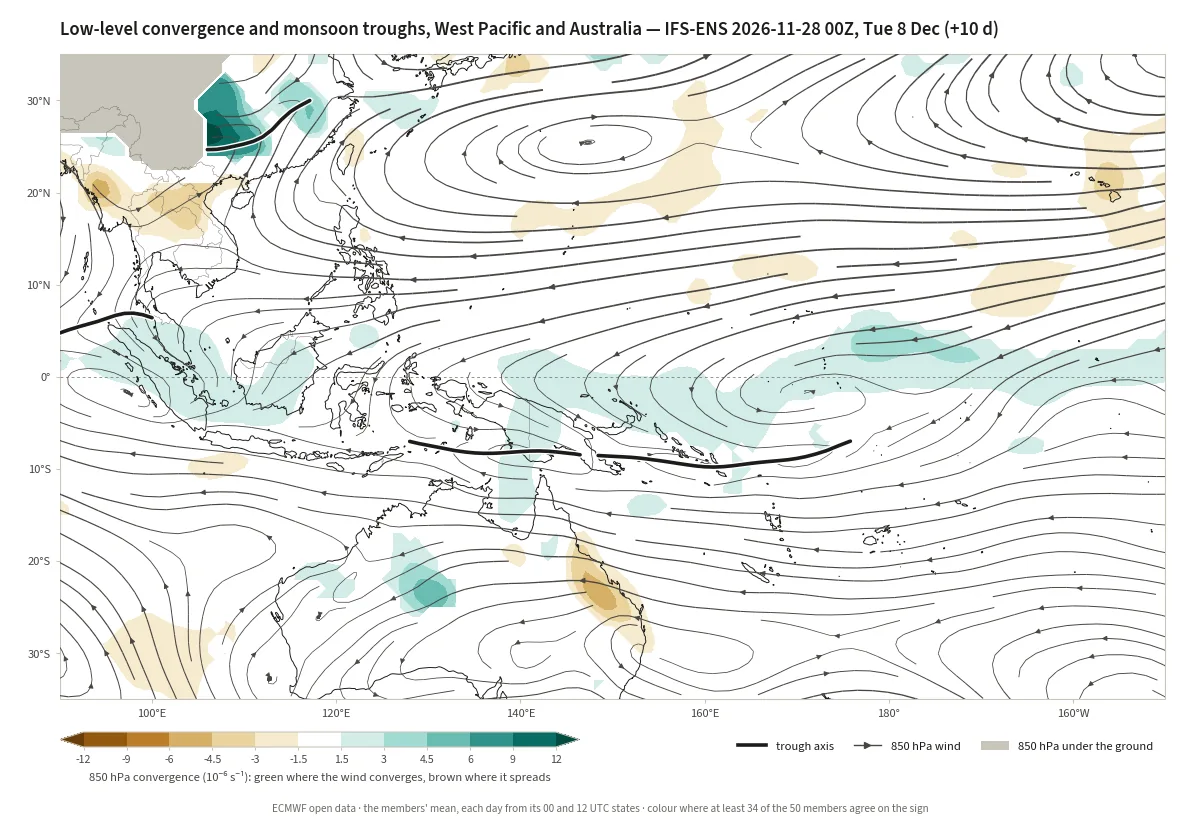 Low-level convergence and monsoon troughs, West Pacific and Australia — IFS-ENS 2026-11-28 00Z, Tue 8 Dec (+10 d)
30°N
20°N
10°N
0°
10°S
20°S
30°S
100°E 120°E 140°E 160°E 180° 160°W
-12 -9 -6 -4.5 -3 -1.5 1.5 3 4.5 6 9 12
850 hPa convergence (10⁻⁶ s⁻¹): green where the wind converges, brown where it spreads
trough axis 850 hPa wind 850 hPa under the ground
ECMWF open data · the members' mean, each day from its 00 and 12 UTC states · colour where at least 34 of the 50 members agree on the sign